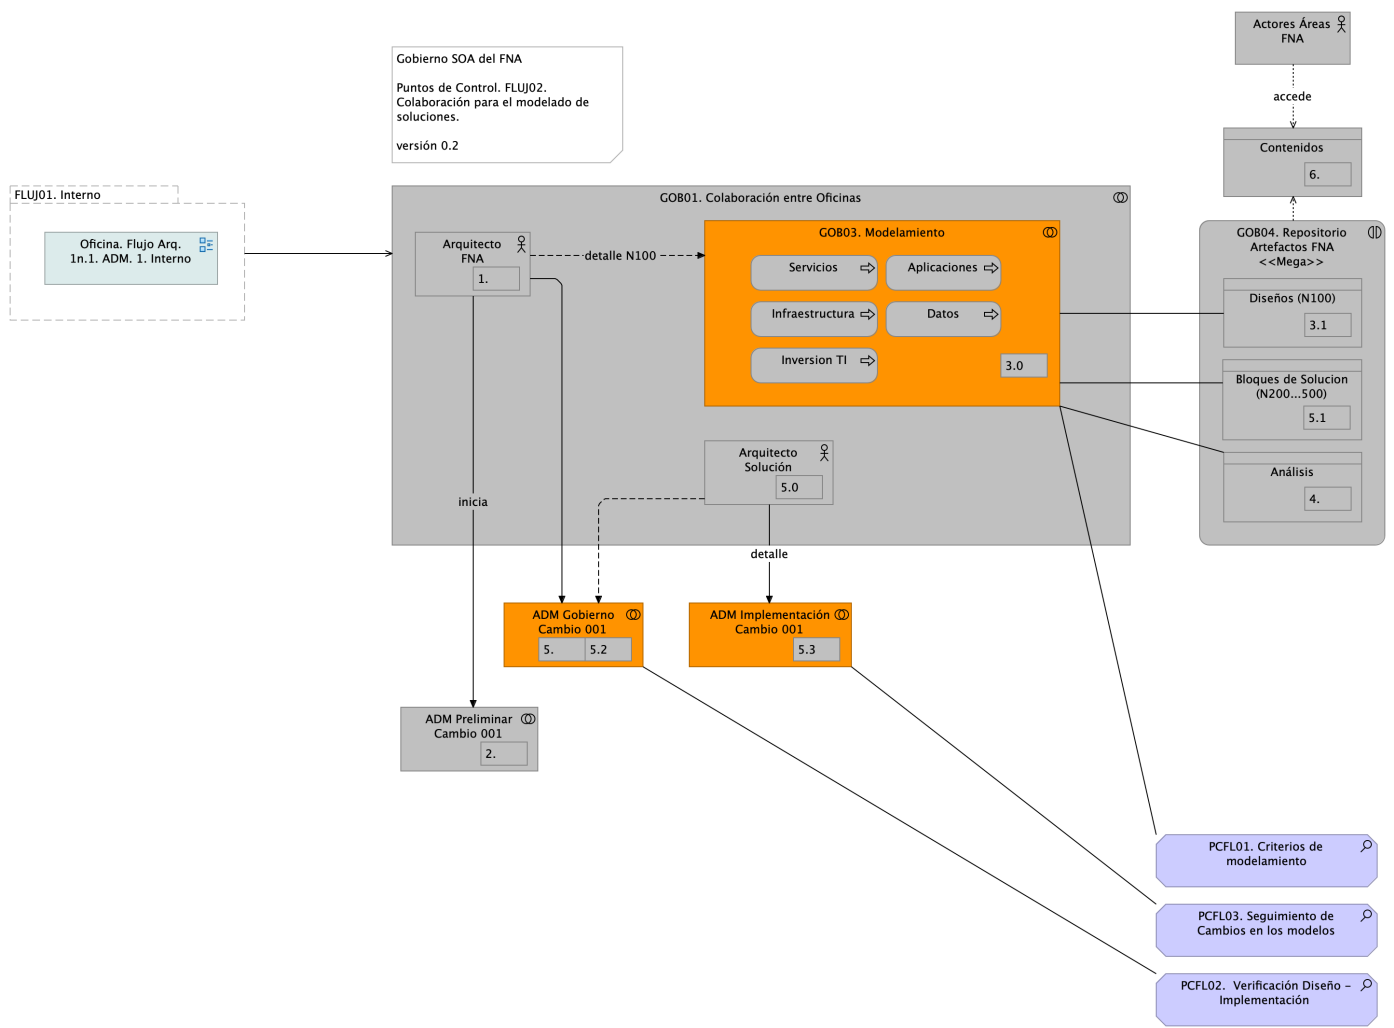 Actores Áreas
FNA
accede
Contenidos
6.
Gobierno SOA del FNA
Puntos de Control. FLUJ02.
Colaboración para el modelado de
soluciones.
versión 0.2
FLUJ01. Interno
Oficina. Flujo Arq.
1n.1. ADM. 1. Interno
GOB01. Colaboración entre Oficinas
Arquitecto
FNA
1.
detalle N100
GOB03. Modelamiento
Servicios
Aplicaciones
Infraestructura
Datos
Inversion TI
3.0
GOB04. Repositorio
Artefactos FNA
<<Mega>>
Diseños (N100)
3.1
Bloques de Solucion
(N200...500)
5.1
Análisis
4.
Arquitecto
Solución
5.0
inicia
detalle
ADM Gobierno
Cambio 001
5.
5.2
ADM Implementación
Cambio 001
5.3
ADM Preliminar
Cambio 001
2.
PCFL01. Criterios de
modelamiento
PCFL03. Seguimiento de
Cambios en los modelos
PCFL02.  Verificación Diseño -
Implementación